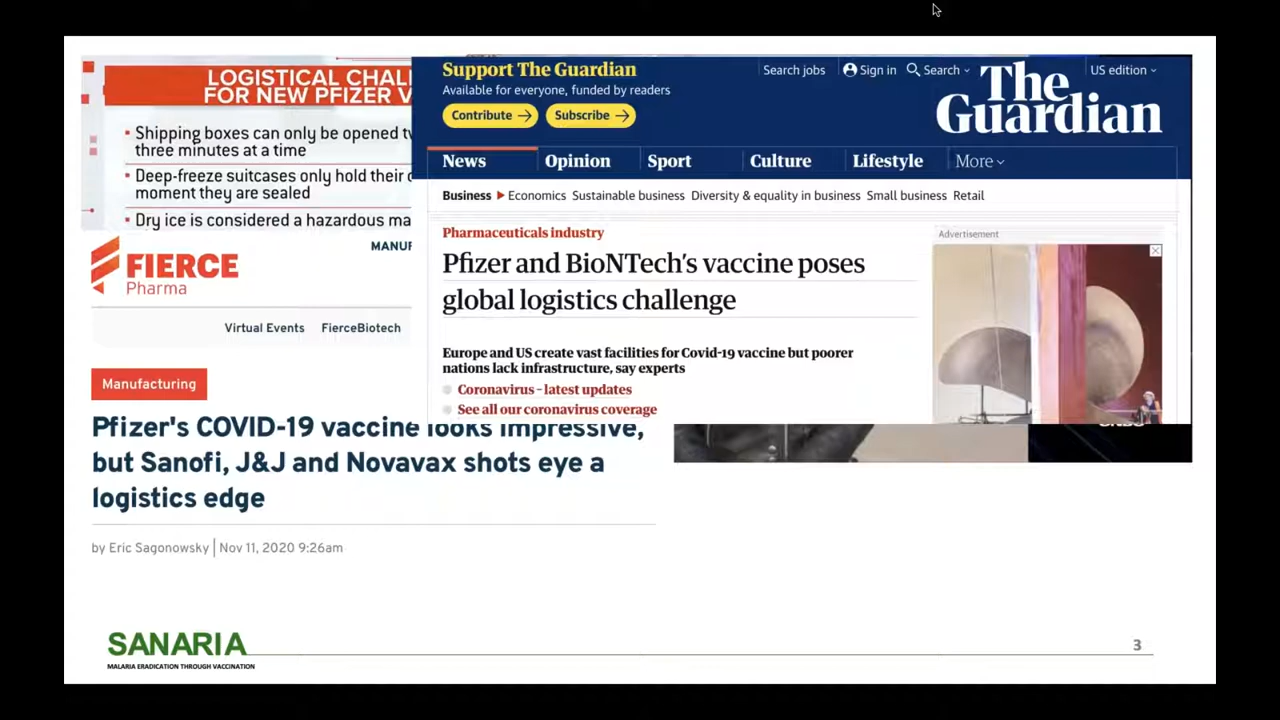 LOGISTICAL CHAL
FOR NEW PFIZER V
Shipping boxes can only be opened
three minutes at a time
Deep-freeze suitcases only hold their
moment they are sealed
Dry ice is considered a hazardous
FIERCE
Pharma
Virtual Events FierceBiotech
Manufacturing
Pfizer's COVID-19 vaccine looks impressive,
but Sanofi, J&J and Novavax shots eye a
logistics edge
by Eric Sagonowsky | Nov 11, 2020 9:26am
Support The Guardian
Available for everyone, funded by readers
Contribute → Subscribe →
Search jobs Sign in Search US edition
The
Guardian
News Opinion Sport Culture Lifestyle More
Business Economics Sustainable business Diversity & equality in business Small business Retail
Pharmaceuticals industry
Pfizer and BioNTech's vaccine poses
global logistics challenge
Europe and US create vast facilities for Covid-19 vaccine but poorer
nations lack infrastructure, say experts
Coronavirus – latest updates
See all our coronavirus coverage
Advertisement
SANARIA
MALARIA ERADICATION THROUGH VACCINATION
3